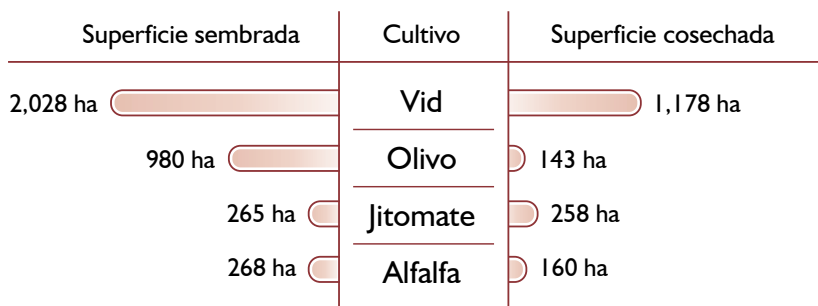 Superficie sembrada Cultivo Superficie cosechada
2,028 ha Vid 1,178 ha
980 ha Olivo 143 ha
265 ha Jitomate 258 ha
268 ha Alfalfa 160 ha